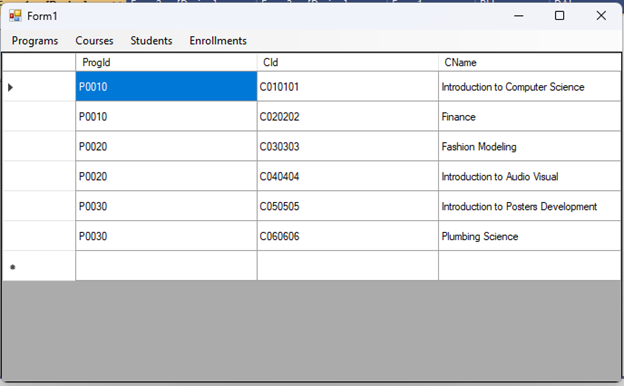 Form1
Programs Courses Students Enrollments
ProgId CId CName
P0010 C010101 Introduction to Computer Science
P0010 C020202 Finance
P0020 C030303 Fashion Modeling
P0020 C040404 Introduction to Audio Visual
P0030 C050505 Introduction to Posters Development
P0030 C060606 Plumbing Science